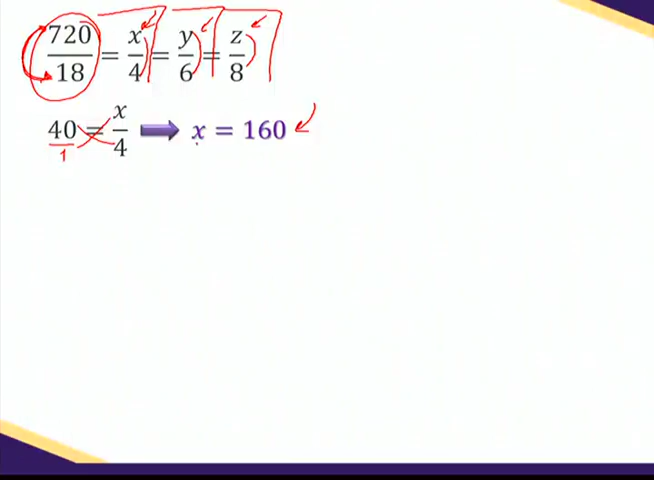 720/18 = x/4 = y/6 = z/8
40/1 = x/4 ⇒ x = 160